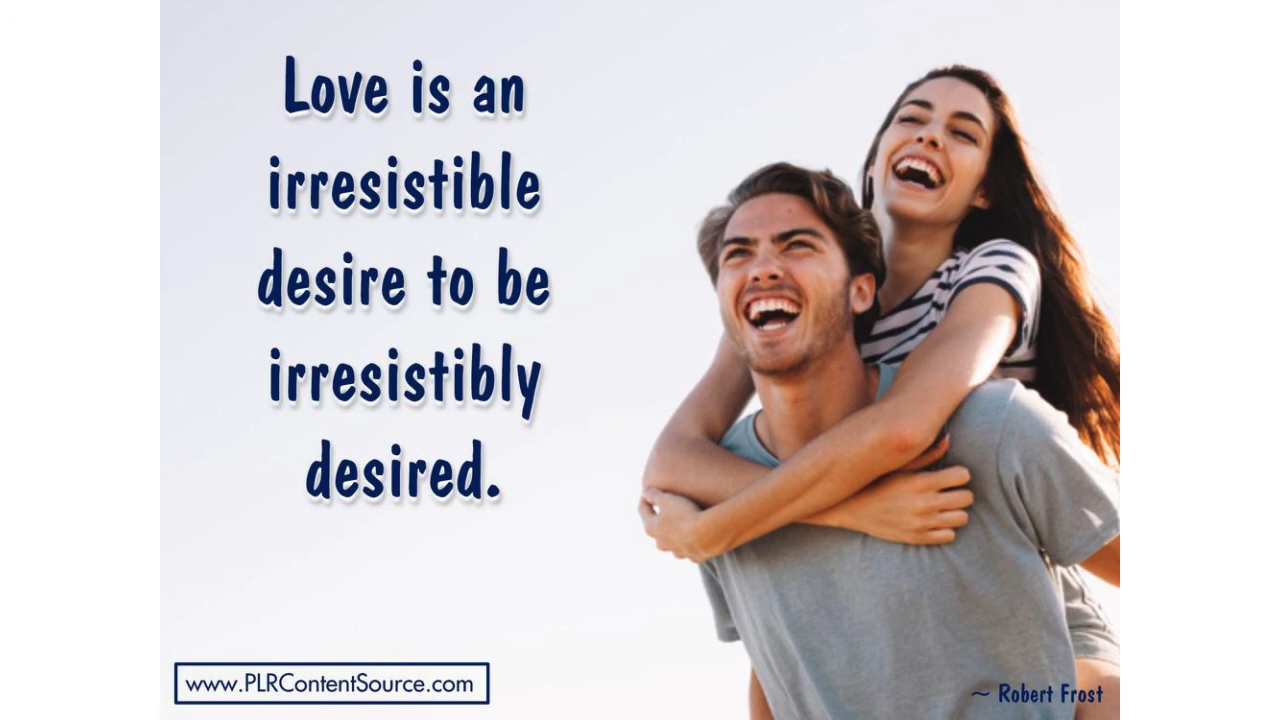 Love is an
irresistible
desire to be
irresistibly
desired.
www.PLRContentSource.com
~ Robert Frost